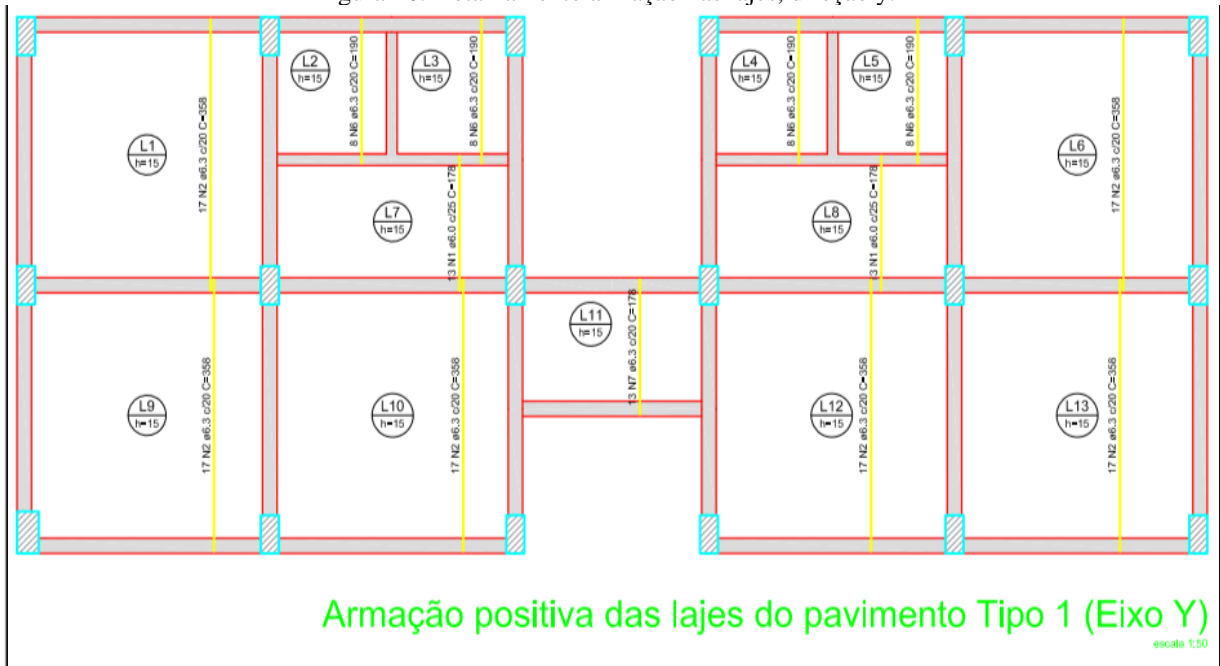 L1
h=15
17 N2 ø6.3 c/20 C=358
L2
h=15
8 N6 ø6.3 c/20 C=190
L3
h=15
8 N6 ø6.3 c/20 C=190
L4
h=15
8 N6 ø6.3 c/20 C=190
L5
h=15
8 N6 ø6.3 c/20 C=190
L6
h=15
17 N2 ø6.3 c/20 C=358
L7
h=15
13 N1 ø6.0 c/25 C=178
L8
h=15
13 N1 ø6.0 c/25 C=178
L9
h=15
17 N2 ø6.3 c/20 C=358
L10
h=15
17 N2 ø6.3 c/20 C=358
L11
h=15
13 N7 ø6.3 c/20 C=178
L12
h=15
17 N2 ø6.3 c/20 C=358
L13
h=15
17 N2 ø6.3 c/20 C=358
Armação positiva das lajes do pavimento Tipo 1 (Eixo Y)
escala 1:50